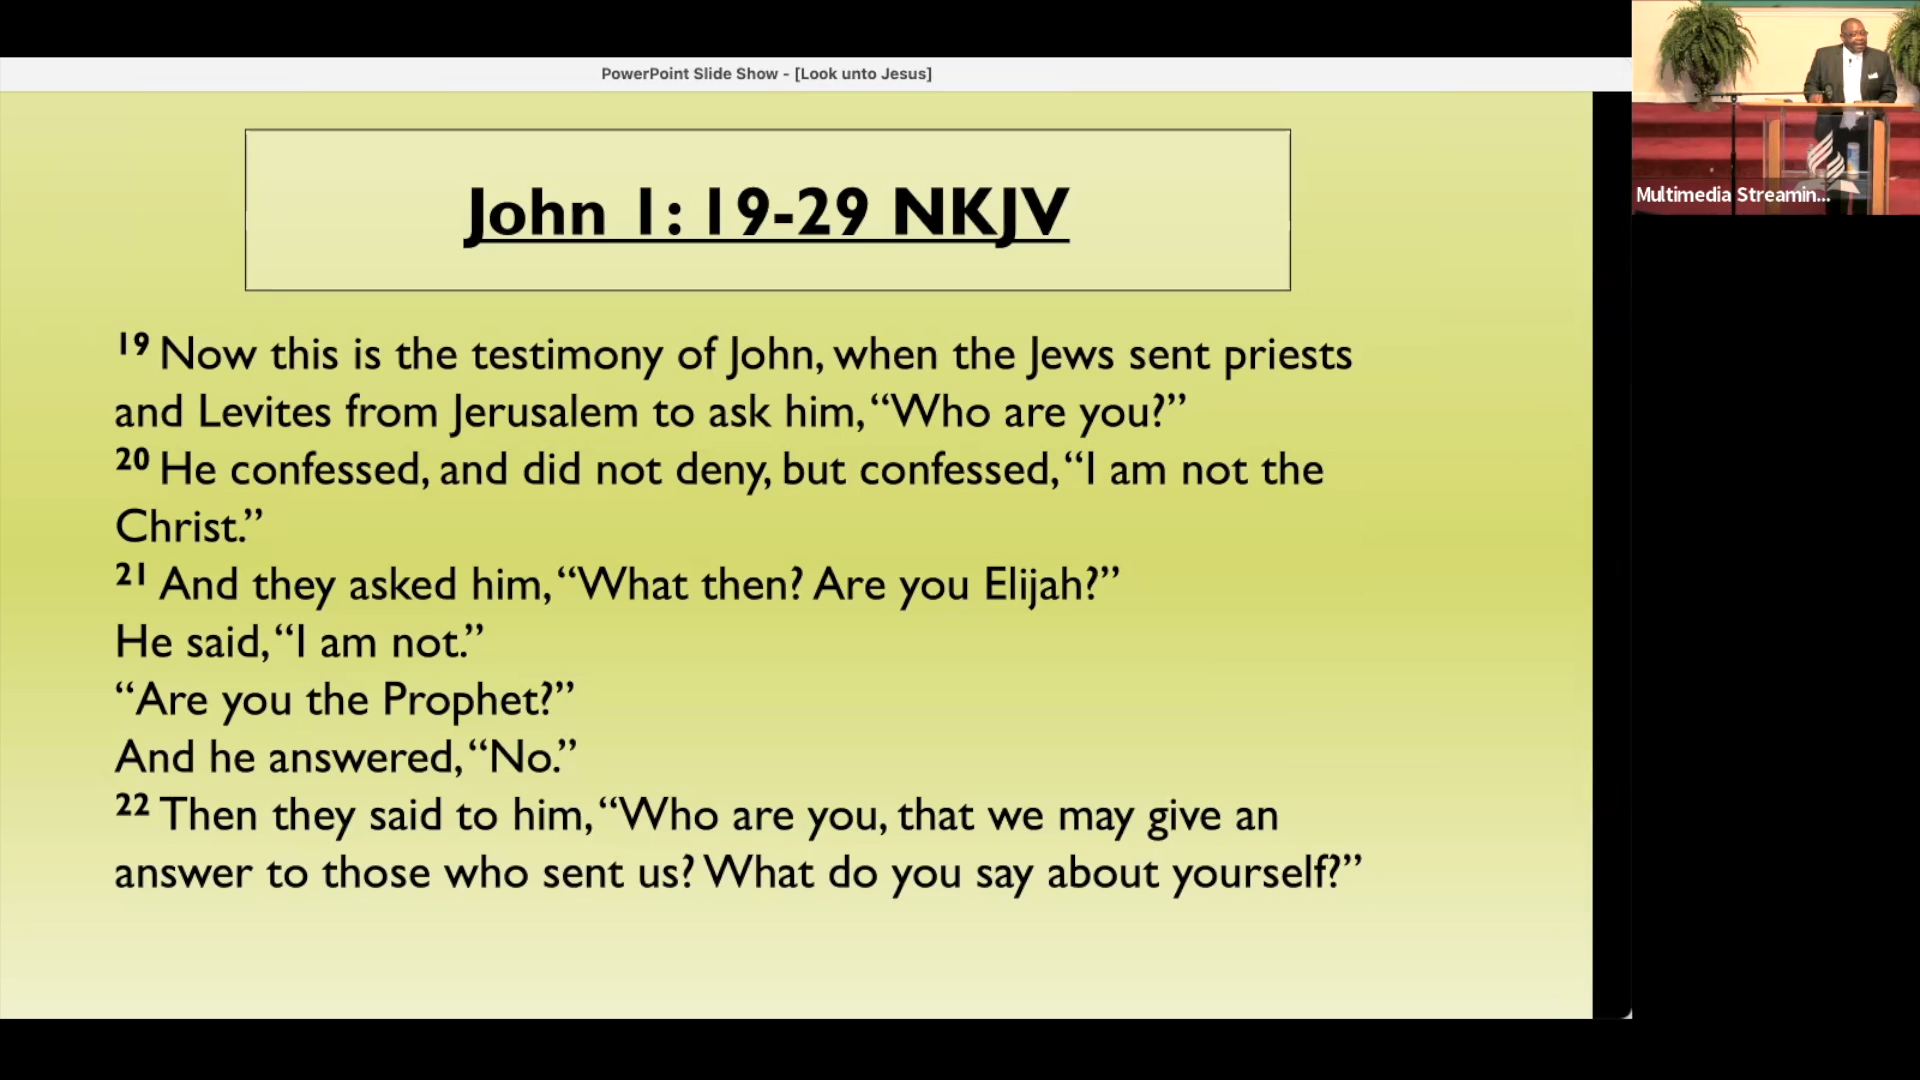 PowerPoint Slide Show - [Look unto Jesus]
John 1: 19-29 NKJV
19 Now this is the testimony of John, when the Jews sent priests
and Levites from Jerusalem to ask him, “Who are you?”
20 He confessed, and did not deny, but confessed, “I am not the
Christ.”
21 And they asked him, “What then? Are you Elijah?”
He said, “I am not.”
“Are you the Prophet?”
And he answered, “No.”
22 Then they said to him, “Who are you, that we may give an
answer to those who sent us? What do you say about yourself?”
Multimedia Streamin...